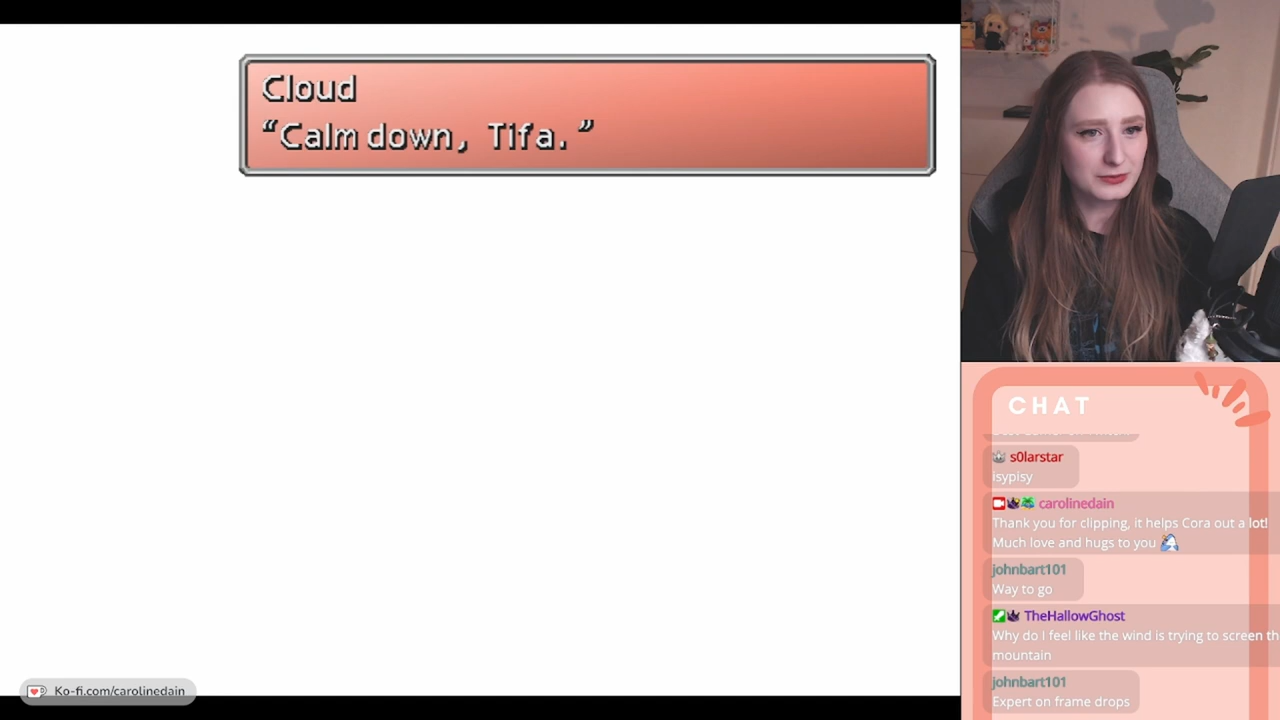 Cloud
“Calm down, Tifa.”
CHAT
s0larstar
isypisy
carolinedain
Thank you for clipping, it helps Cora out a lot!
Much love and hugs to you
johnbart101
Way to go
TheHallowGhost
Why do I feel like the wind is trying to screen th
mountain
johnbart101
Expert on frame drops
Ko-fi.com/carolinedain